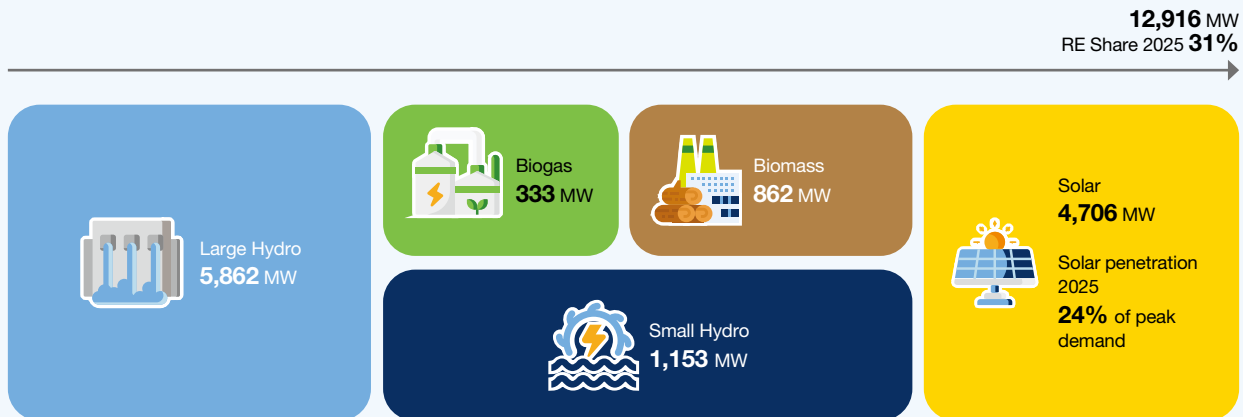 12,916 MW
RE Share 2025 31%
Large Hydro
5,862 MW
Biogas
333 MW
Biomass
862 MW
Small Hydro
1,153 MW
Solar
4,706 MW
Solar penetration
2025
24% of peak
demand